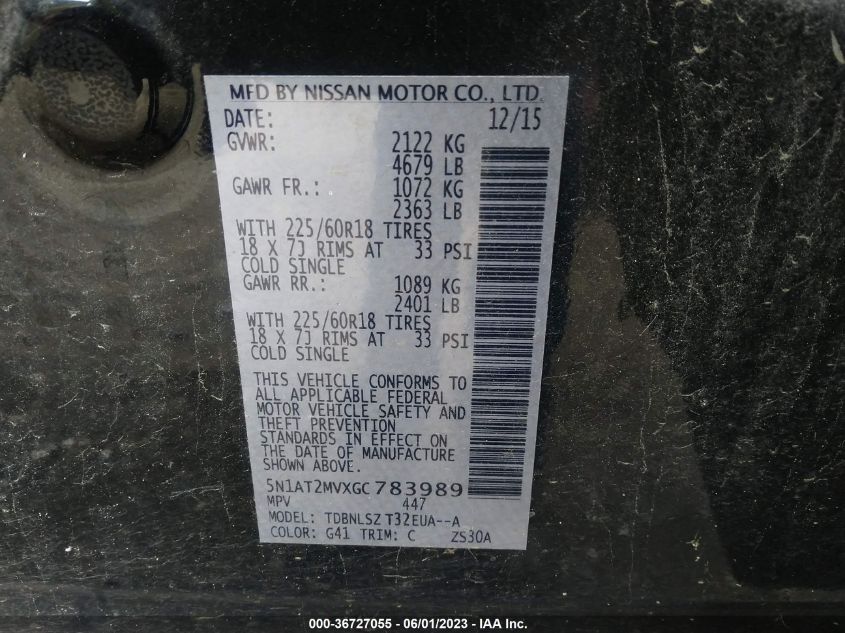 MFD BY NISSAN MOTOR CO., LTD.
DATE: 12/15
GVWR: 2122 KG
4679 LB
GAWR FR.: 1072 KG
2363 LB
WITH 225/60R18 TIRES
18 X 7J RIMS AT 33 PSI
COLD SINGLE
GAWR RR.: 1089 KG
2401 LB
WITH 225/60R18 TIRES
18 X 7J RIMS AT 33 PSI
COLD SINGLE
THIS VEHICLE CONFORMS TO
ALL APPLICABLE FEDERAL
MOTOR VEHICLE SAFETY AND
THEFT PREVENTION
STANDARDS IN EFFECT ON
THE DATE OF MANUFACTURE
SHOWN ABOVE.
5N1AT2MVXGC783989
MPV 447
MODEL: TDBNLSZ T32EUA--A
COLOR: G41 TRIM: C ZS30A
000-36727055 - 06/01/2023 - IAA Inc.